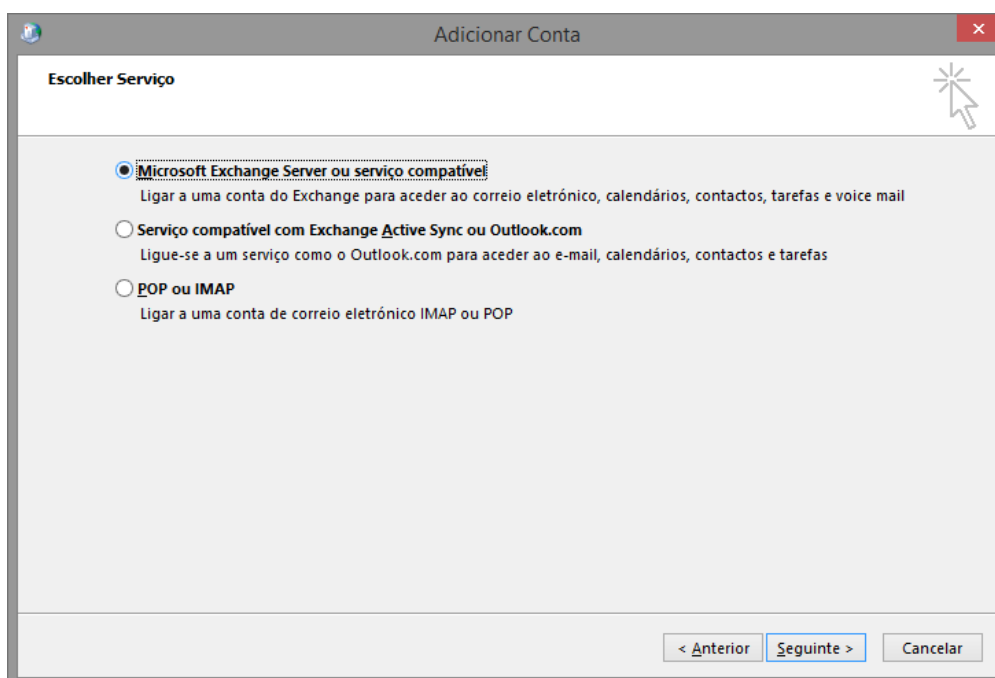 Adicionar Conta
Escolher Serviço
Microsoft Exchange Server ou serviço compatível
Ligar a uma conta do Exchange para aceder ao correio eletrónico, calendários, contactos, tarefas e voice mail
Serviço compatível com Exchange Active Sync ou Outlook.com
Ligue-se a um serviço como o Outlook.com para aceder ao e-mail, calendários, contactos e tarefas
POP ou IMAP
Ligar a uma conta de correio eletrónico IMAP ou POP
< Anterior Seguinte > Cancelar